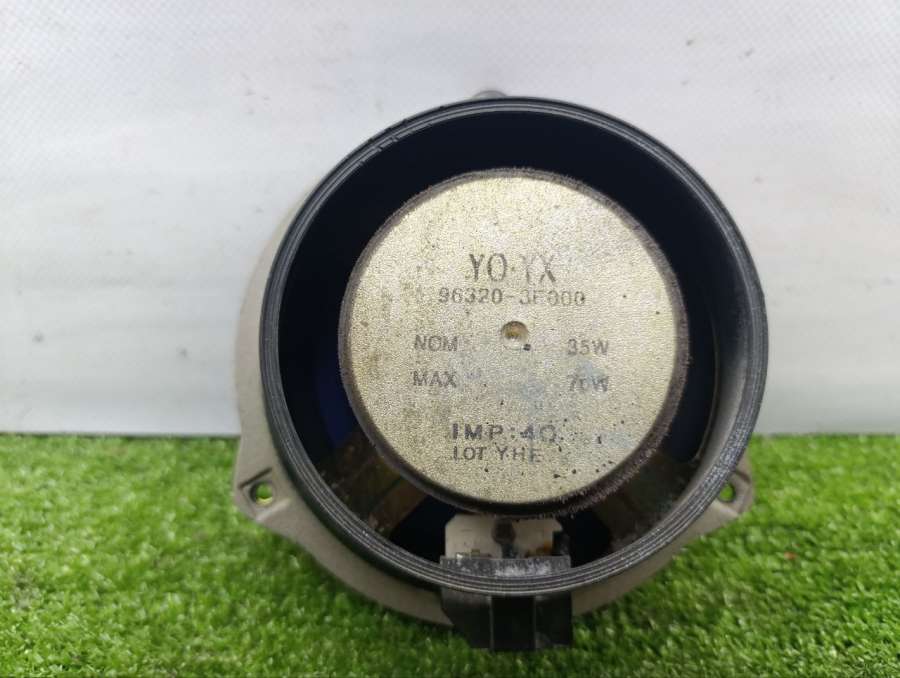 YO·YX
96320-3F000
NOM 35W
MAX 70W
IMP:4Ω
LOT YHE